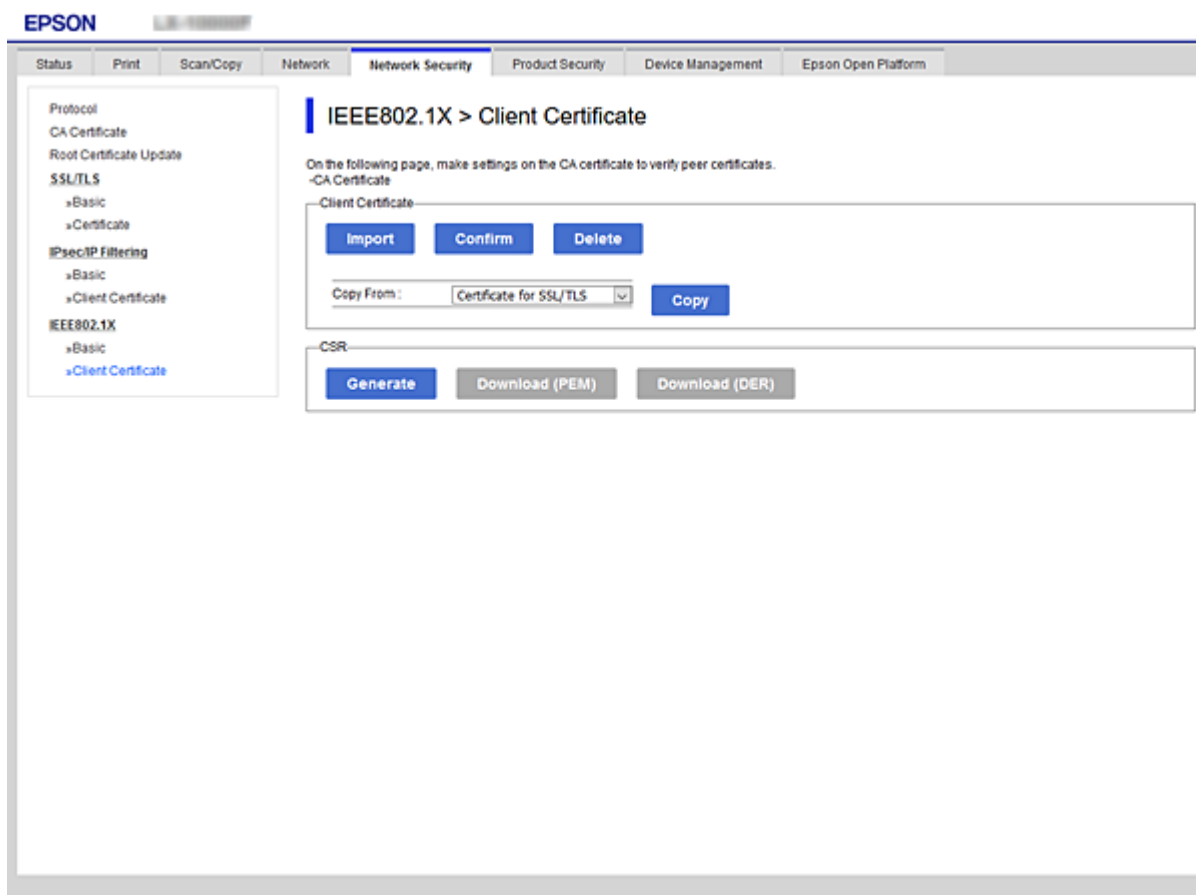 EPSON
Status Print Scan/Copy Network Network Security Product Security Device Management Epson Open Platform
Protocol
CA Certificate
Root Certificate Update
SSL/TLS
»Basic
»Certificate
IPsec/IP Filtering
»Basic
»Client Certificate
IEEE802.1X
»Basic
»Client Certificate
IEEE802.1X > Client Certificate
On the following page, make settings on the CA certificate to verify peer certificates.
-CA Certificate
Client Certificate
Import Confirm Delete
Copy From : Certificate for SSL/TLS Copy
CSR
Generate Download (PEM) Download (DER)